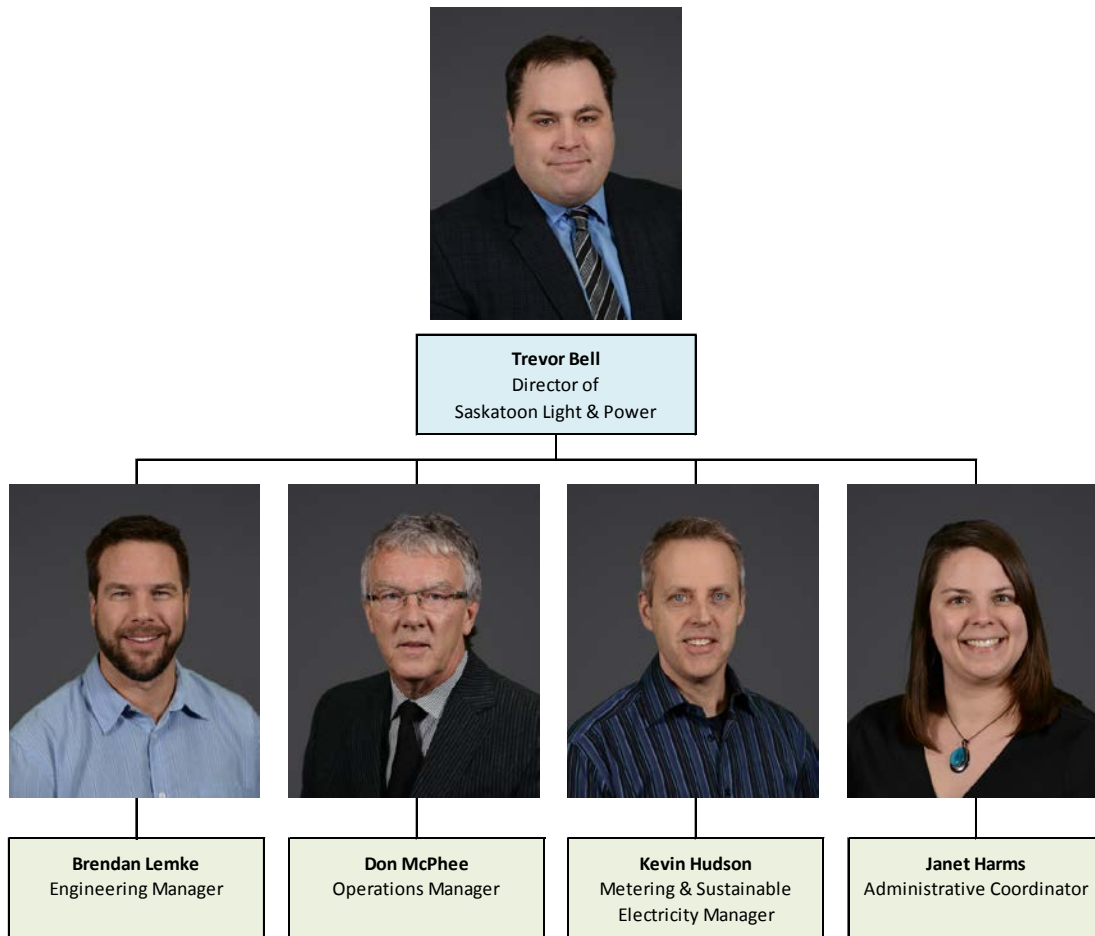 Trevor Bell
Director of
Saskatoon Light & Power
Brendan Lemke
Engineering Manager
Don McPhee
Operations Manager
Kevin Hudson
Metering & Sustainable
Electricity Manager
Janet Harms
Administrative Coordinator